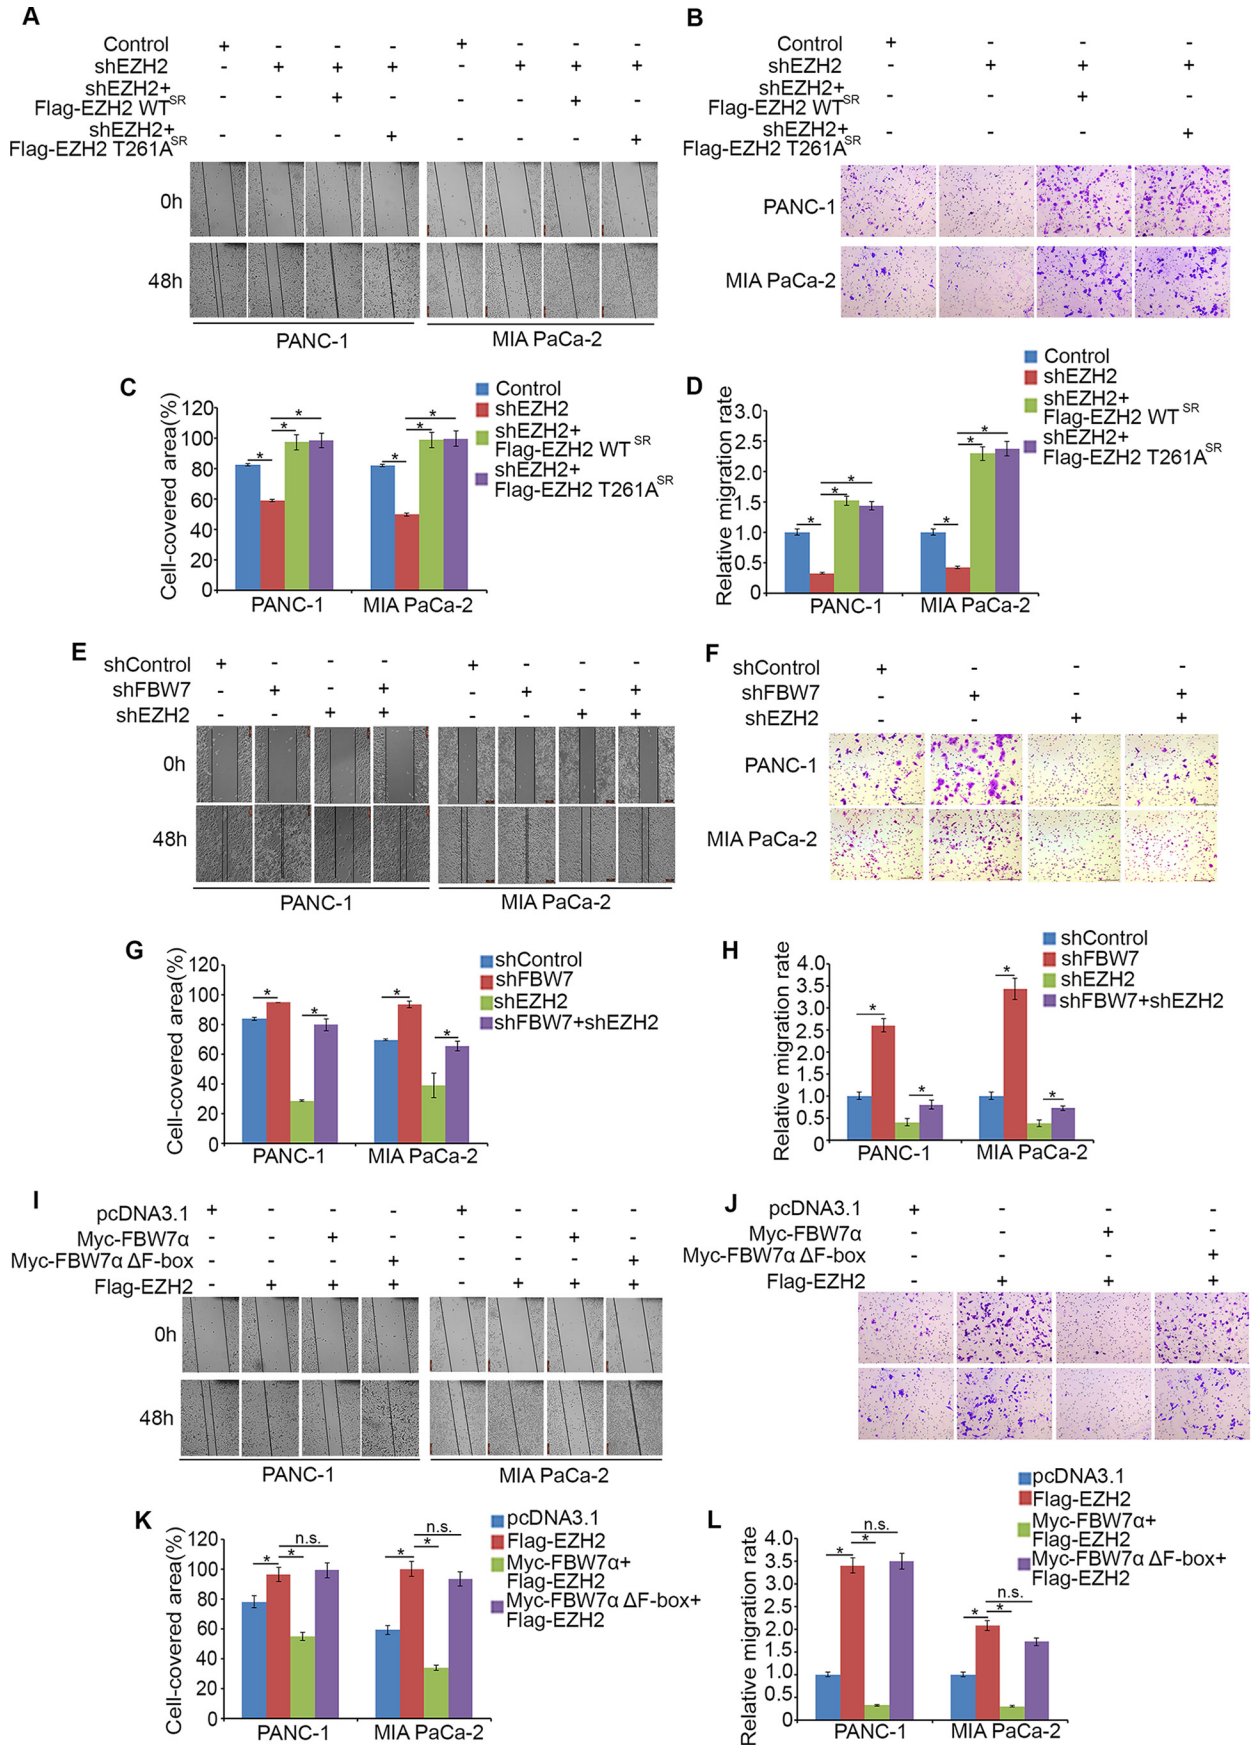 A
Control + - - - + - - -
shEZH2 - + + + - + + +
shEZH2+
Flag-EZH2 WT SR - - + - - - + -
shEZH2+
Flag-EZH2 T261A SR - - - + - - - +
0h
48h
PANC-1 MIA PaCa-2
B
Control + - - -
shEZH2 - + + +
shEZH2+
Flag-EZH2 WT SR - - + -
shEZH2+
Flag-EZH2 T261A SR - - - +
PANC-1
MIA PaCa-2
C
Cell-covered area(%)
120
100
80
60
40
20
0
* * * * * *
PANC-1 MIA PaCa-2
Control
shEZH2
shEZH2+
Flag-EZH2 WT SR
shEZH2+
Flag-EZH2 T261A SR
D
Relative migration rate
3.0
2.5
2.0
1.5
1.0
0.5
0
* * * * * *
PANC-1 MIA PaCa-2
Control
shEZH2
shEZH2+
Flag-EZH2 WT SR
shEZH2+
Flag-EZH2 T261A SR
E
shControl + - - - + - - -
shFBW7 - + - + - + - +
shEZH2 - - + + - - + +
0h
48h
PANC-1 MIA PaCa-2
F
shControl + - - -
shFBW7 - + - +
shEZH2 - - + +
PANC-1
MIA PaCa-2
G
Cell-covered area(%)
120
100
80
60
40
20
0
* * * *
PANC-1 MIA PaCa-2
shControl
shFBW7
shEZH2
shFBW7+shEZH2
H
Relative migration rate
4.0
3.5
3.0
2.5
2.0
1.5
1.0
0.5
0
* * * *
PANC-1 MIA PaCa-2
shControl
shFBW7
shEZH2
shFBW7+shEZH2
I
pcDNA3.1 + - - - + - - -
Myc-FBW7α - - + - - - + -
Myc-FBW7α ΔF-box - - - + - - - +
Flag-EZH2 - + + + - + + +
0h
48h
PANC-1 MIA PaCa-2
J
pcDNA3.1 + - - -
Myc-FBW7α - - + -
Myc-FBW7α ΔF-box - - - +
Flag-EZH2 - + + +
K
Cell-covered area(%)
120
100
80
60
40
20
0
* * n.s. * * n.s.
PANC-1 MIA PaCa-2
pcDNA3.1
Flag-EZH2
Myc-FBW7α+
Flag-EZH2
Myc-FBW7α ΔF-box+
Flag-EZH2
L
Relative migration rate
4.0
3.5
3.0
2.5
2.0
1.5
1.0
0.5
0
* * n.s. * * n.s.
PANC-1 MIA PaCa-2
pcDNA3.1
Flag-EZH2
Myc-FBW7α+
Flag-EZH2
Myc-FBW7α ΔF-box+
Flag-EZH2